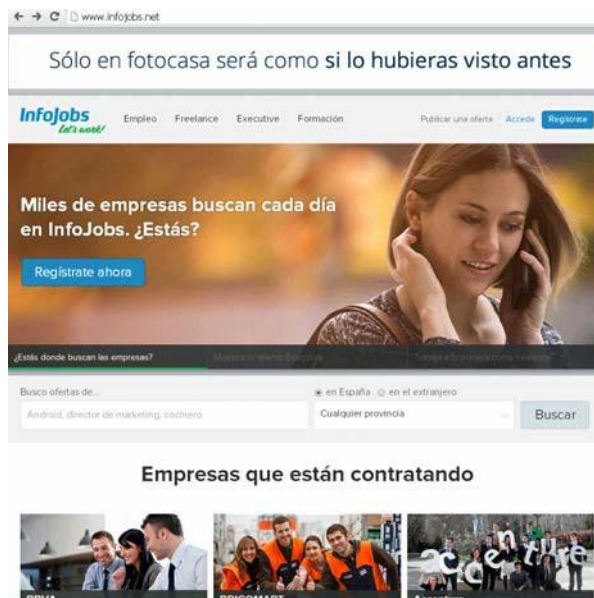 www.infojobs.net
Sólo en fotocasa será como si lo hubieras visto antes
InfoJobs
Let's work!
Empleo Freelance Executive Formación
Publicar una oferta Accede Regístrate
Miles de empresas buscan cada día
en InfoJobs. ¿Estás?
Regístrate ahora
¿Estás donde buscan las empresas?
Busco ofertas de...
en España en el extranjero
Android, director de marketing, cocinero
Cualquier provincia
Buscar
Empresas que están contratando
accenture
BBVA BRICOMART Accenture